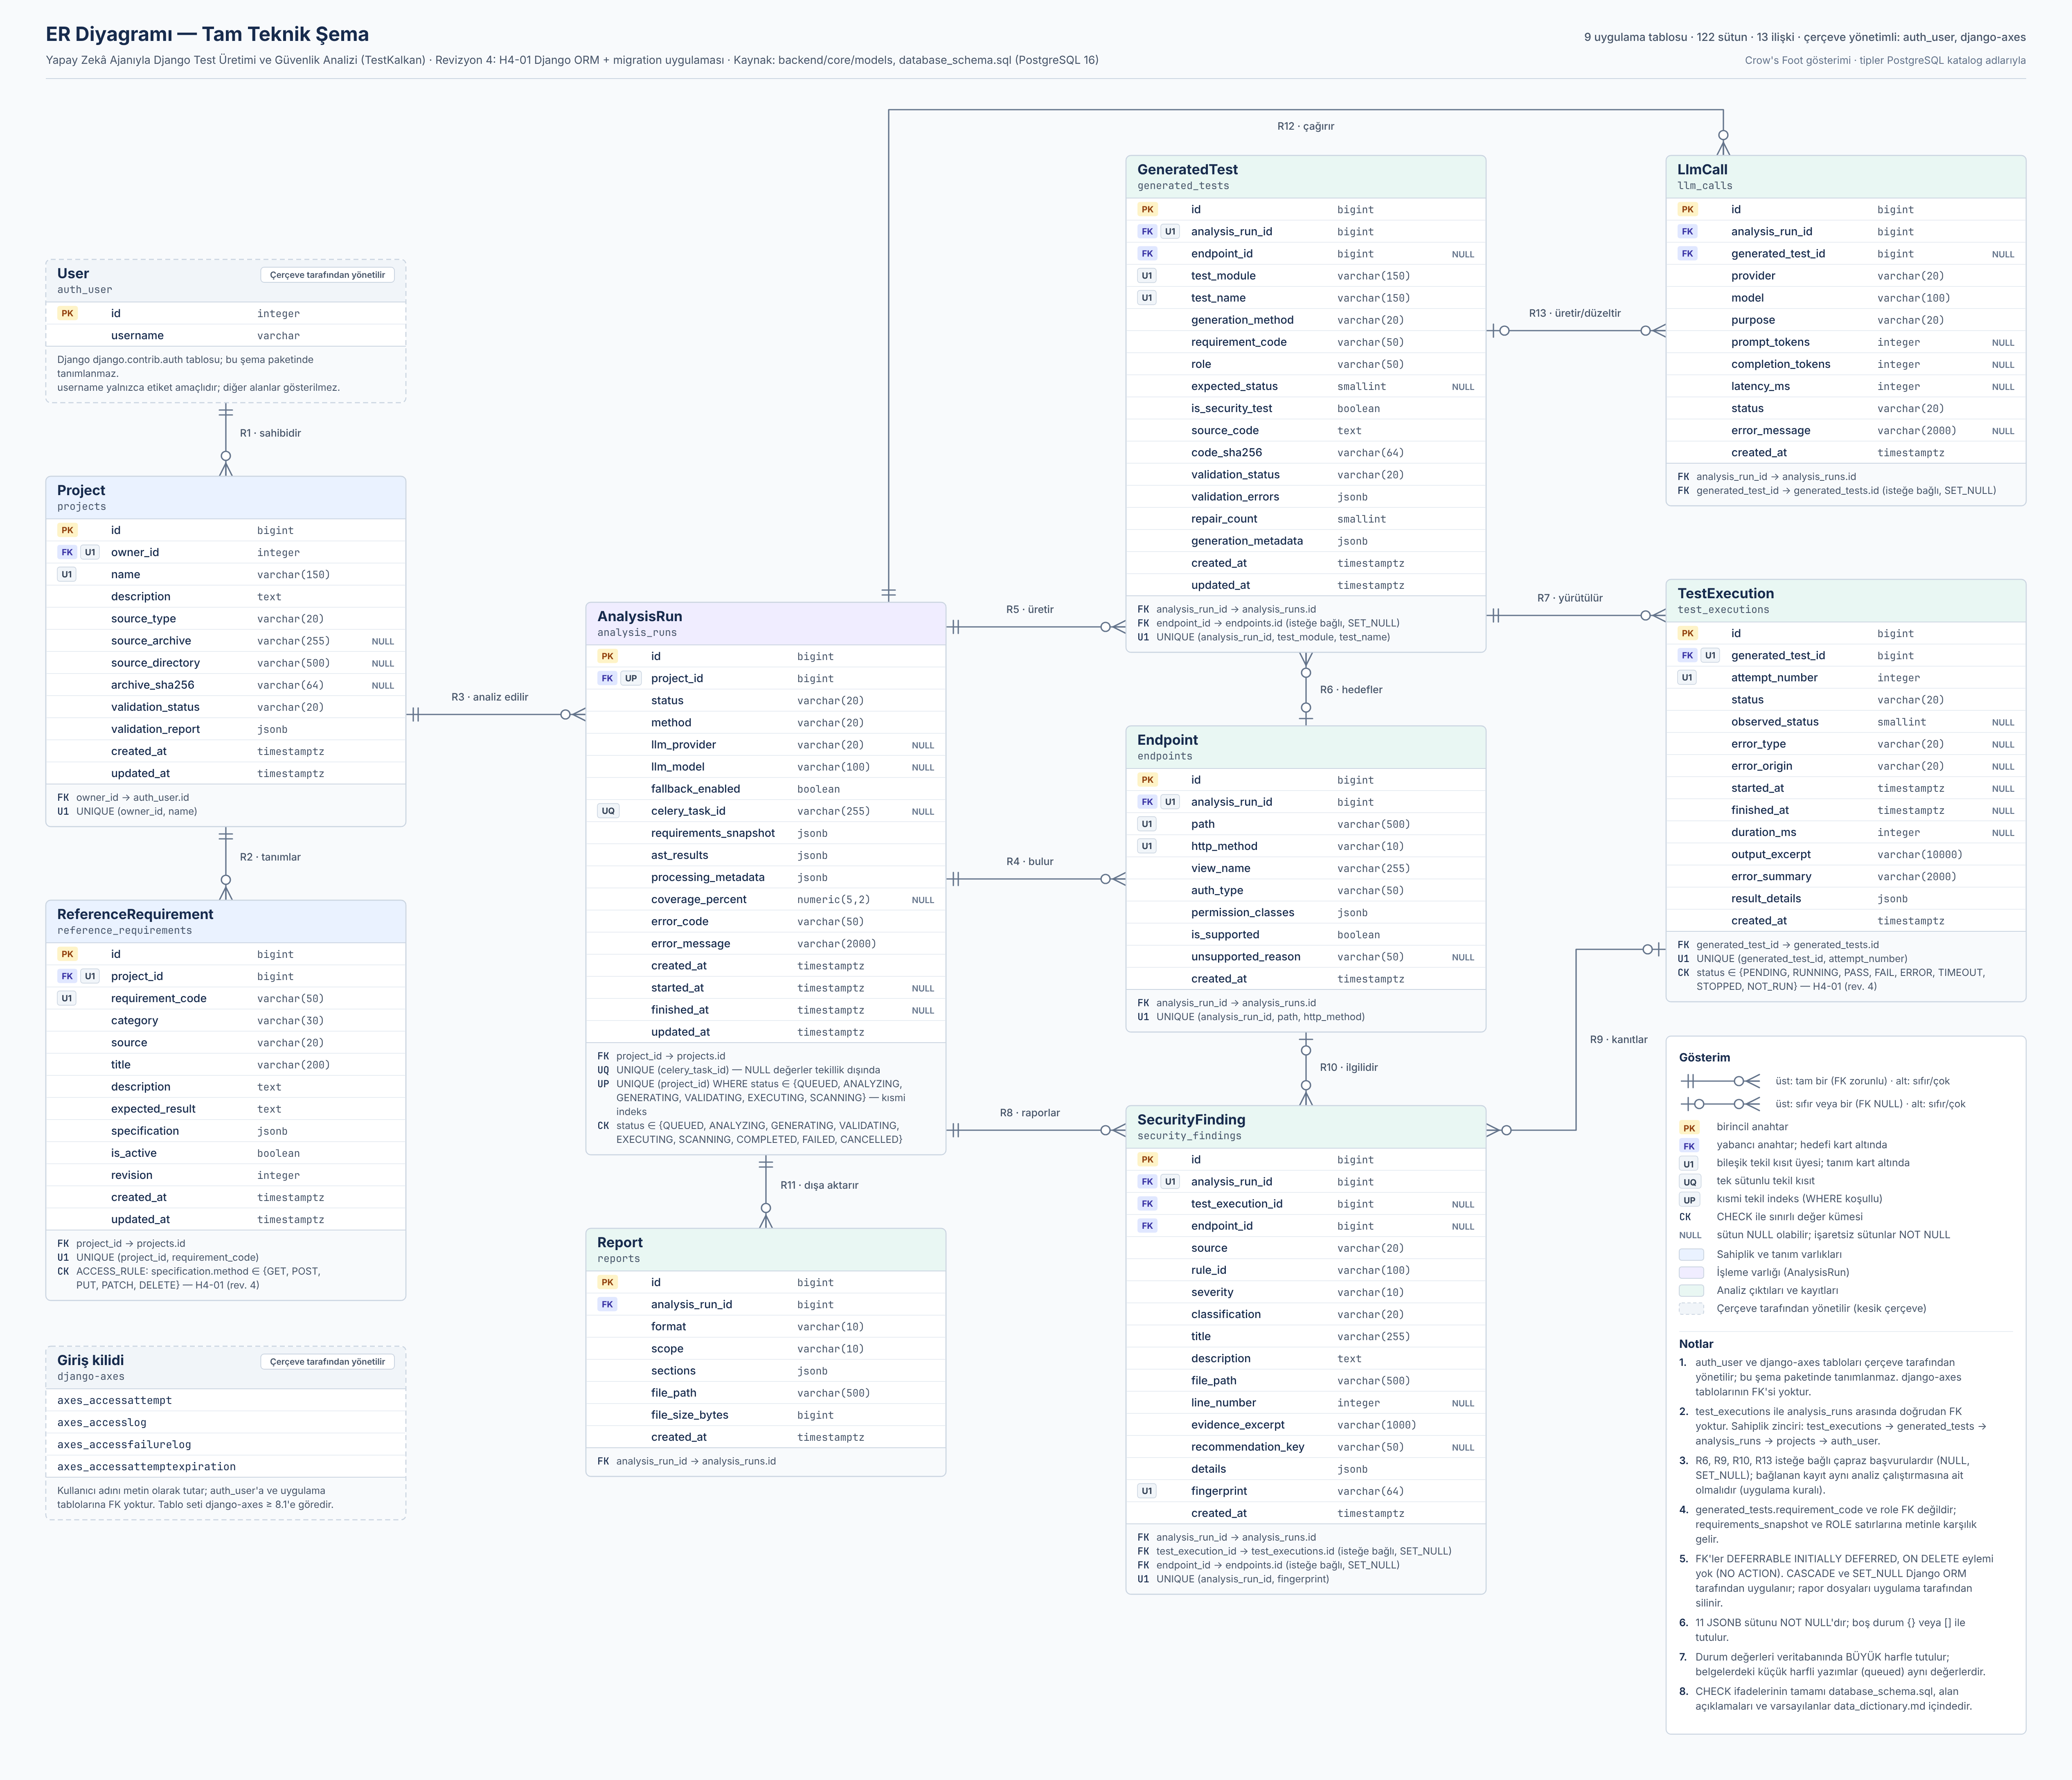 ER Diyagramı — Tam Teknik Şema
9 uygulama tablosu · 122 sütun · 13 ilişki · çerçeve yönetimli: auth_user, django-axes
Yapay Zekâ Ajanıyla Django Test Üretimi ve Güvenlik Analizi (TestKalkan) · Revizyon 4: H4-01 Django ORM + migration uygulaması · Kaynak: backend/core/models, database_schema.sql (PostgreSQL 16)
Crow's Foot gösterimi · tipler PostgreSQL katalog adlarıyla
User
Çerçeve tarafından yönetilir
auth_user
PK id integer
username varchar
Django django.contrib.auth tablosu; bu şema paketinde
tanımlanmaz.
username yalnızca etiket amaçlıdır; diğer alanlar gösterilmez.
R1 · sahibidir
Project
projects
PK id bigint
FK U1 owner_id integer
U1 name varchar(150)
description text
source_type varchar(20)
source_archive varchar(255) NULL
source_directory varchar(500) NULL
archive_sha256 varchar(64) NULL
validation_status varchar(20)
validation_report jsonb
created_at timestamptz
updated_at timestamptz
FK owner_id → auth_user.id
U1 UNIQUE (owner_id, name)
R2 · tanımlar
ReferenceRequirement
reference_requirements
PK id bigint
FK U1 project_id bigint
U1 requirement_code varchar(50)
category varchar(30)
source varchar(20)
title varchar(200)
description text
expected_result text
specification jsonb
is_active boolean
revision integer
created_at timestamptz
updated_at timestamptz
FK project_id → projects.id
U1 UNIQUE (project_id, requirement_code)
CK ACCESS_RULE: specification.method ∈ {GET, POST,
PUT, PATCH, DELETE} — H4-01 (rev. 4)
Giriş kilidi
Çerçeve tarafından yönetilir
django-axes
axes_accessattempt
axes_accesslog
axes_accessfailurelog
axes_accessattemptexpiration
Kullanıcı adını metin olarak tutar; auth_user'a ve uygulama
tablolarına FK yoktur. Tablo seti django-axes ≥ 8.1'e göredir.
R3 · analiz edilir
AnalysisRun
analysis_runs
PK id bigint
FK UP project_id bigint
status varchar(20)
method varchar(20)
llm_provider varchar(20) NULL
llm_model varchar(100) NULL
fallback_enabled boolean
UQ celery_task_id varchar(255) NULL
requirements_snapshot jsonb
ast_results jsonb
processing_metadata jsonb
coverage_percent numeric(5,2) NULL
error_code varchar(50)
error_message varchar(2000)
created_at timestamptz
started_at timestamptz NULL
finished_at timestamptz NULL
updated_at timestamptz
FK project_id → projects.id
UQ UNIQUE (celery_task_id) — NULL değerler tekillik dışında
UP UNIQUE (project_id) WHERE status ∈ {QUEUED, ANALYZING,
GENERATING, VALIDATING, EXECUTING, SCANNING} — kısmi
indeks
CK status ∈ {QUEUED, ANALYZING, GENERATING, VALIDATING,
EXECUTING, SCANNING, COMPLETED, FAILED, CANCELLED}
R11 · dışa aktarır
Report
reports
PK id bigint
FK analysis_run_id bigint
format varchar(10)
scope varchar(10)
sections jsonb
file_path varchar(500)
file_size_bytes bigint
created_at timestamptz
FK analysis_run_id → analysis_runs.id
R12 · çağırır
R5 · üretir
R4 · bulur
R8 · raporlar
GeneratedTest
generated_tests
PK id bigint
FK U1 analysis_run_id bigint
FK endpoint_id bigint NULL
U1 test_module varchar(150)
U1 test_name varchar(150)
generation_method varchar(20)
requirement_code varchar(50)
role varchar(50)
expected_status smallint NULL
is_security_test boolean
source_code text
code_sha256 varchar(64)
validation_status varchar(20)
validation_errors jsonb
repair_count smallint
generation_metadata jsonb
created_at timestamptz
updated_at timestamptz
FK analysis_run_id → analysis_runs.id
FK endpoint_id → endpoints.id (isteğe bağlı, SET_NULL)
U1 UNIQUE (analysis_run_id, test_module, test_name)
R6 · hedefler
Endpoint
endpoints
PK id bigint
FK U1 analysis_run_id bigint
U1 path varchar(500)
U1 http_method varchar(10)
view_name varchar(255)
auth_type varchar(50)
permission_classes jsonb
is_supported boolean
unsupported_reason varchar(50) NULL
created_at timestamptz
FK analysis_run_id → analysis_runs.id
U1 UNIQUE (analysis_run_id, path, http_method)
R10 · ilgilidir
SecurityFinding
security_findings
PK id bigint
FK U1 analysis_run_id bigint
FK test_execution_id bigint NULL
FK endpoint_id bigint NULL
source varchar(20)
rule_id varchar(100)
severity varchar(10)
classification varchar(20)
title varchar(255)
description text
file_path varchar(500)
line_number integer NULL
evidence_excerpt varchar(1000)
recommendation_key varchar(50) NULL
details jsonb
U1 fingerprint varchar(64)
created_at timestamptz
FK analysis_run_id → analysis_runs.id
FK test_execution_id → test_executions.id (isteğe bağlı, SET_NULL)
FK endpoint_id → endpoints.id (isteğe bağlı, SET_NULL)
U1 UNIQUE (analysis_run_id, fingerprint)
R13 · üretir/düzeltir
R7 · yürütülür
R9 · kanıtlar
LlmCall
llm_calls
PK id bigint
FK analysis_run_id bigint
FK generated_test_id bigint NULL
provider varchar(20)
model varchar(100)
purpose varchar(20)
prompt_tokens integer NULL
completion_tokens integer NULL
latency_ms integer NULL
status varchar(20)
error_message varchar(2000) NULL
created_at timestamptz
FK analysis_run_id → analysis_runs.id
FK generated_test_id → generated_tests.id (isteğe bağlı, SET_NULL)
TestExecution
test_executions
PK id bigint
FK U1 generated_test_id bigint
U1 attempt_number integer
status varchar(20)
observed_status smallint NULL
error_type varchar(20) NULL
error_origin varchar(20) NULL
started_at timestamptz NULL
finished_at timestamptz NULL
duration_ms integer NULL
output_excerpt varchar(10000)
error_summary varchar(2000)
result_details jsonb
created_at timestamptz
FK generated_test_id → generated_tests.id
U1 UNIQUE (generated_test_id, attempt_number)
CK status ∈ {PENDING, RUNNING, PASS, FAIL, ERROR, TIMEOUT,
STOPPED, NOT_RUN} — H4-01 (rev. 4)
Gösterim
üst: tam bir (FK zorunlu) · alt: sıfır/çok
üst: sıfır veya bir (FK NULL) · alt: sıfır/çok
PK birincil anahtar
FK yabancı anahtar; hedefi kart altında
U1 bileşik tekil kısıt üyesi; tanım kart altında
UQ tek sütunlu tekil kısıt
UP kısmi tekil indeks (WHERE koşullu)
CK CHECK ile sınırlı değer kümesi
NULL sütun NULL olabilir; işaretsiz sütunlar NOT NULL
Sahiplik ve tanım varlıkları
İşleme varlığı (AnalysisRun)
Analiz çıktıları ve kayıtları
Çerçeve tarafından yönetilir (kesik çerçeve)
Notlar
1. auth_user ve django-axes tabloları çerçeve tarafından
yönetilir; bu şema paketinde tanımlanmaz. django-axes
tablolarının FK'si yoktur.
2. test_executions ile analysis_runs arasında doğrudan FK
yoktur. Sahiplik zinciri: test_executions → generated_tests →
analysis_runs → projects → auth_user.
3. R6, R9, R10, R13 isteğe bağlı çapraz başvurulardır (NULL,
SET_NULL); bağlanan kayıt aynı analiz çalıştırmasına ait
olmalıdır (uygulama kuralı).
4. generated_tests.requirement_code ve role FK değildir;
requirements_snapshot ve ROLE satırlarına metinle karşılık
gelir.
5. FK'ler DEFERRABLE INITIALLY DEFERRED, ON DELETE eylemi
yok (NO ACTION). CASCADE ve SET_NULL Django ORM
tarafından uygulanır; rapor dosyaları uygulama tarafından
silinir.
6. 11 JSONB sütunu NOT NULL'dır; boş durum {} veya [] ile
tutulur.
7. Durum değerleri veritabanında BÜYÜK harfle tutulur;
belgelerdeki küçük harfli yazımlar (queued) aynı değerlerdir.
8. CHECK ifadelerinin tamamı database_schema.sql, alan
açıklamaları ve varsayılanlar data_dictionary.md içindedir.